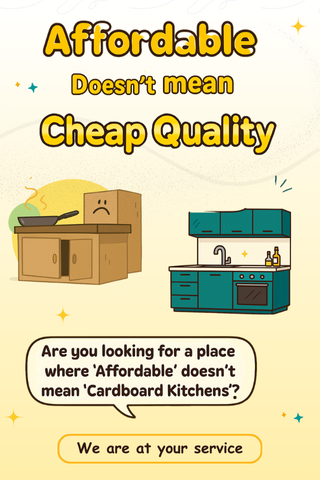 Affordable
Doesn't mean
Cheap Quality
Are you looking for a place
where 'Affordable' doesn't
mean 'Cardboard Kitchens'?
We are at your service